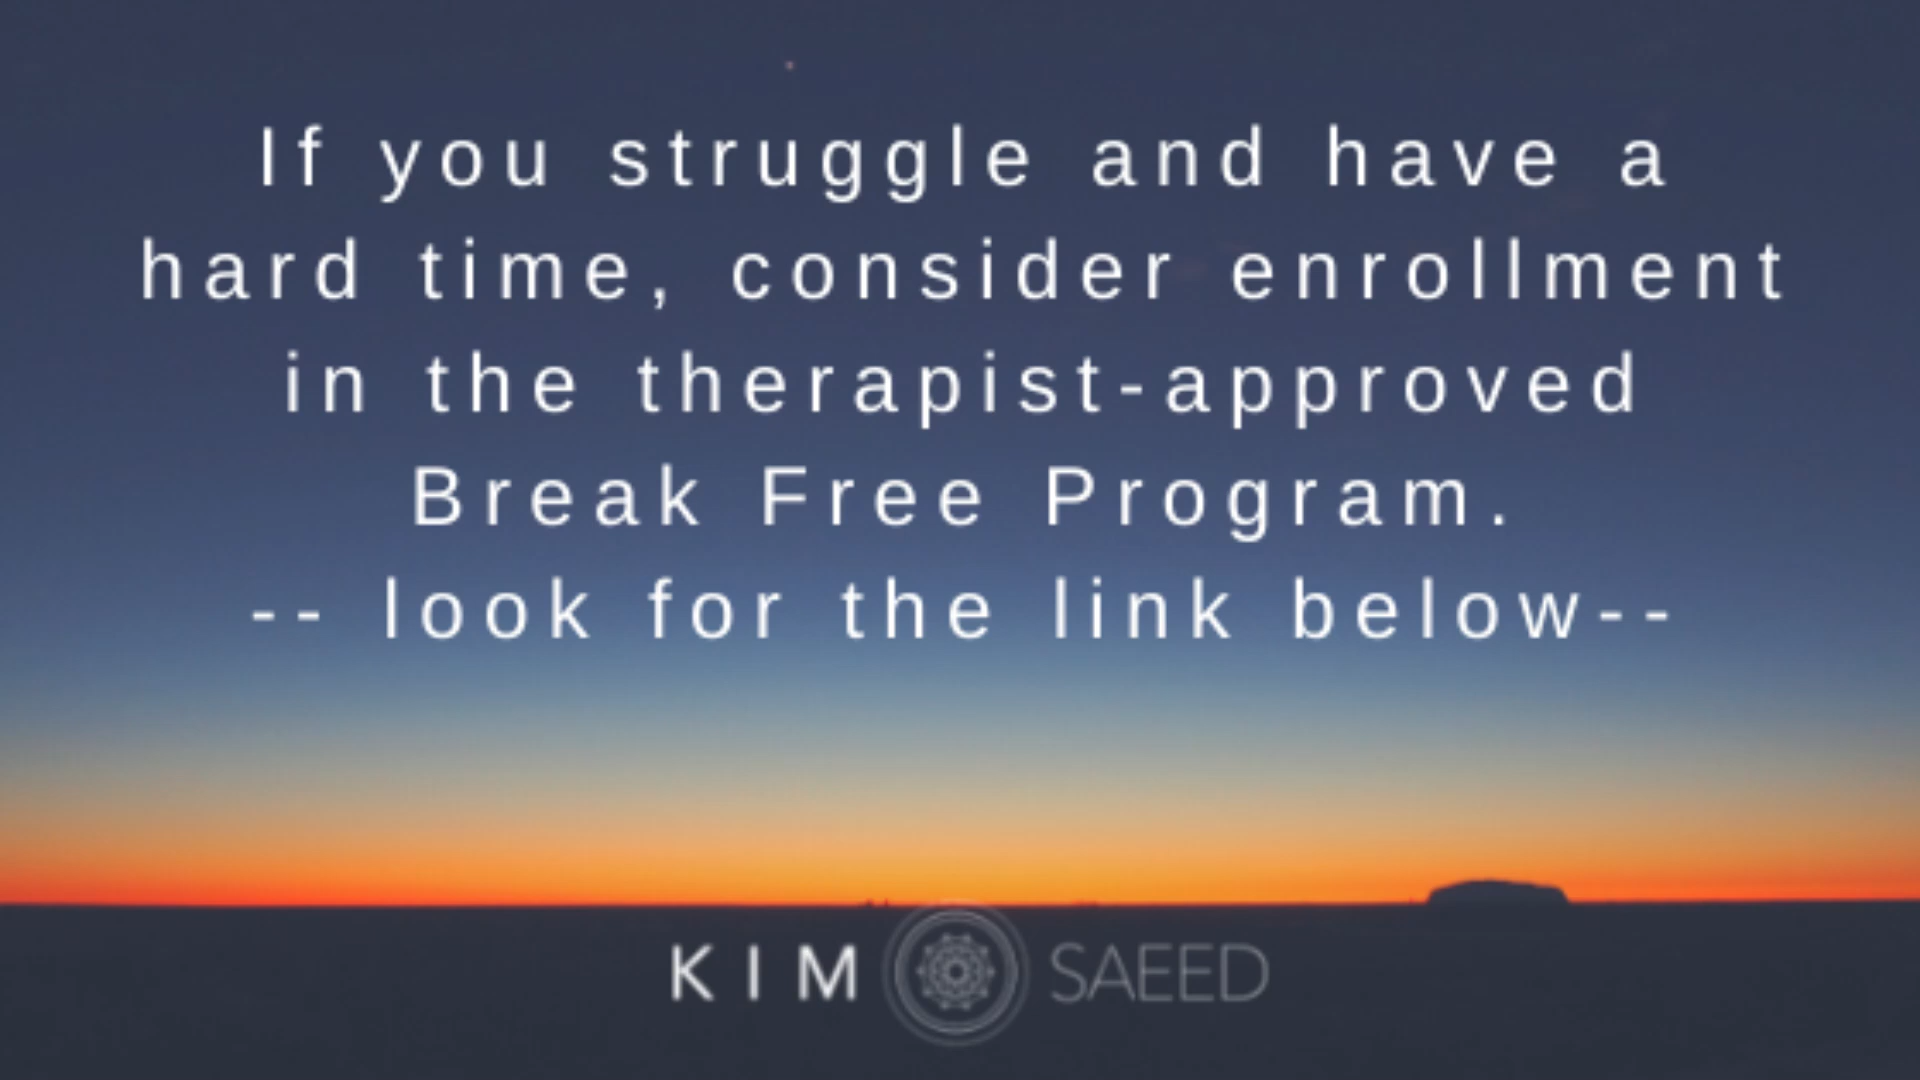 If you struggle and have a
hard time, consider enrollment
in the therapist-approved
Break Free Program.
-- look for the link below--
KIM SAEED